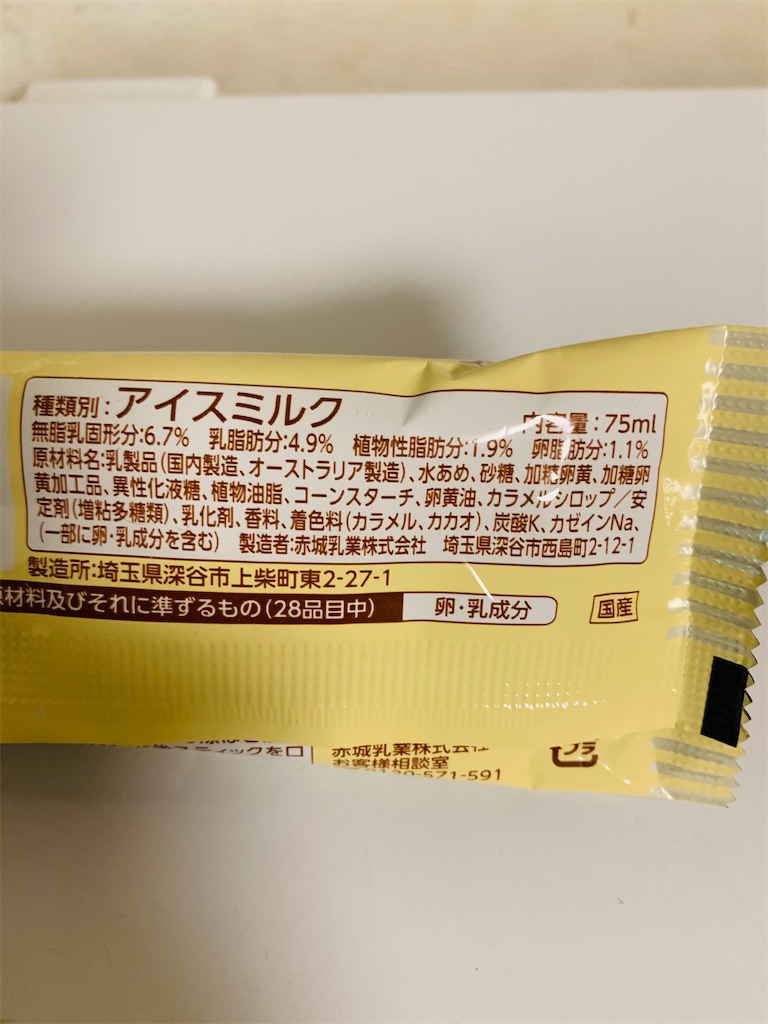 種類別:アイスミルク 内容量:75ml
無脂乳固形分:6.7% 乳脂肪分:4.9% 植物性脂肪分:1.9% 卵脂肪分:1.1%
原材料名:乳製品(国内製造、オーストラリア製造)、水あめ、砂糖、加糖卵黄、加糖卵
黄加工品、異性化液糖、植物油脂、コーンスターチ、卵黄油、カラメルシロップ/安
定剤(増粘多糖類)、乳化剤、香料、着色料(カラメル、カカオ)、炭酸K、カゼインNa、
(一部に卵・乳成分を含む) 製造者:赤城乳業株式会社 埼玉県深谷市西島町2-12-1
製造所:埼玉県深谷市上柴町東2-27-1
材料及びそれに準ずるもの(28品目中) 卵・乳成分 国産
スティックを口 赤城乳業株式会社 プラ
お客様相談室
-571-591